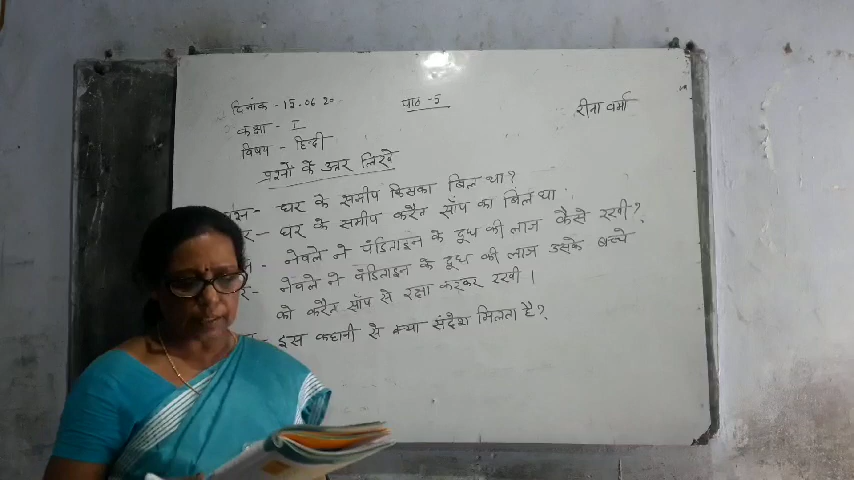 दिनांक - 15.06.20
पाठ - 5
रीना वर्मा
कक्षा - I
विषय - हिन्दी
प्रश्नों के उत्तर लिखें
घर के समीप किसका बिल था?
घर के समीप करैत साँप का बिल था
नेवले ने पंडिताइन के दूध की लाज कैसे रखी?
नेवले ने पंडिताइन के दूध की लाज उसके बच्चे
को करैत साँप से रक्षा करकर रखी ।
इस कहानी से क्या संदेश मिलता है?